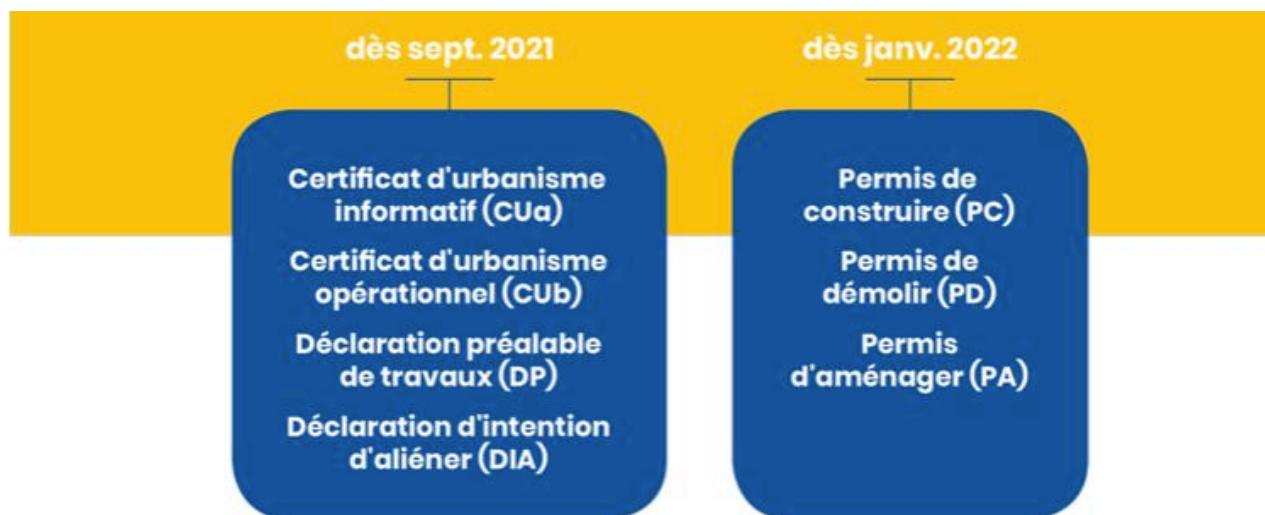 dès sept. 2021
Certificat d'urbanisme
informatif (CUa)
Certificat d'urbanisme
opérationnel (CUb)
Déclaration préalable
de travaux (DP)
Déclaration d'intention
d'aliéner (DIA)
dès janv. 2022
Permis de
construire (PC)
Permis de
démolir (PD)
Permis
d'aménager (PA)